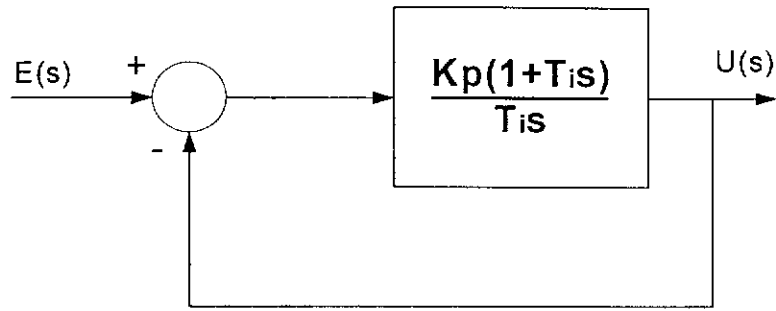 E(s)
+
-
Kp(1+Tis)
Tis
U(s)